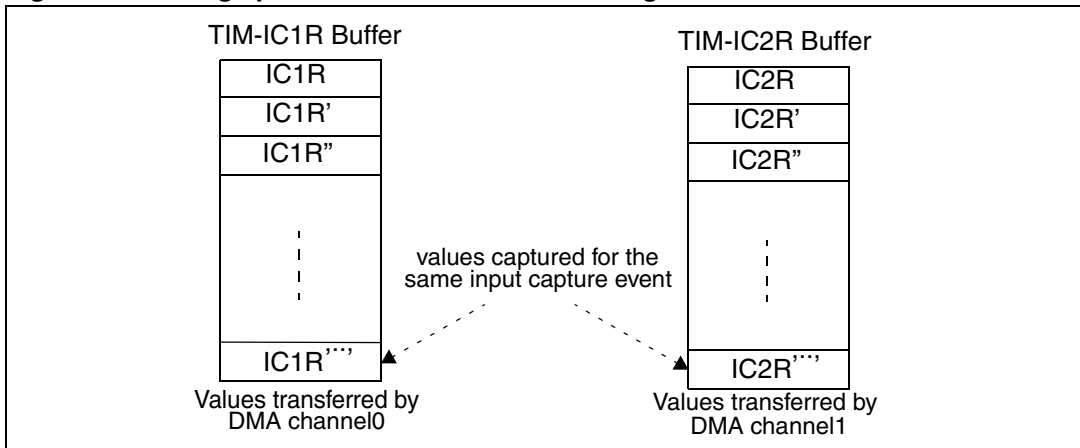 TIM-IC1R Buffer
IC1R
IC1R'
IC1R”
IC1R'...'
Values transferred by
DMA channel0
values captured for the
same input capture event
TIM-IC2R Buffer
IC2R
IC2R'
IC2R”
IC2R'...'
Values transferred by
DMA channel1